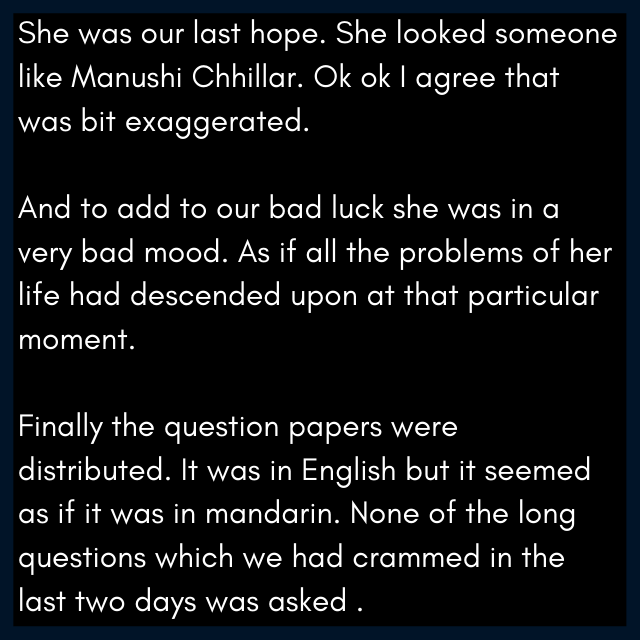 She was our last hope. She looked someone
like Manushi Chhillar. Ok ok I agree that
was bit exaggerated.
And to add to our bad luck she was in a
very bad mood. As if all the problems of her
life had descended upon at that particular
moment.
Finally the question papers were
distributed. It was in English but it seemed
as if it was in mandarin. None of the long
questions which we had crammed in the
last two days was asked .